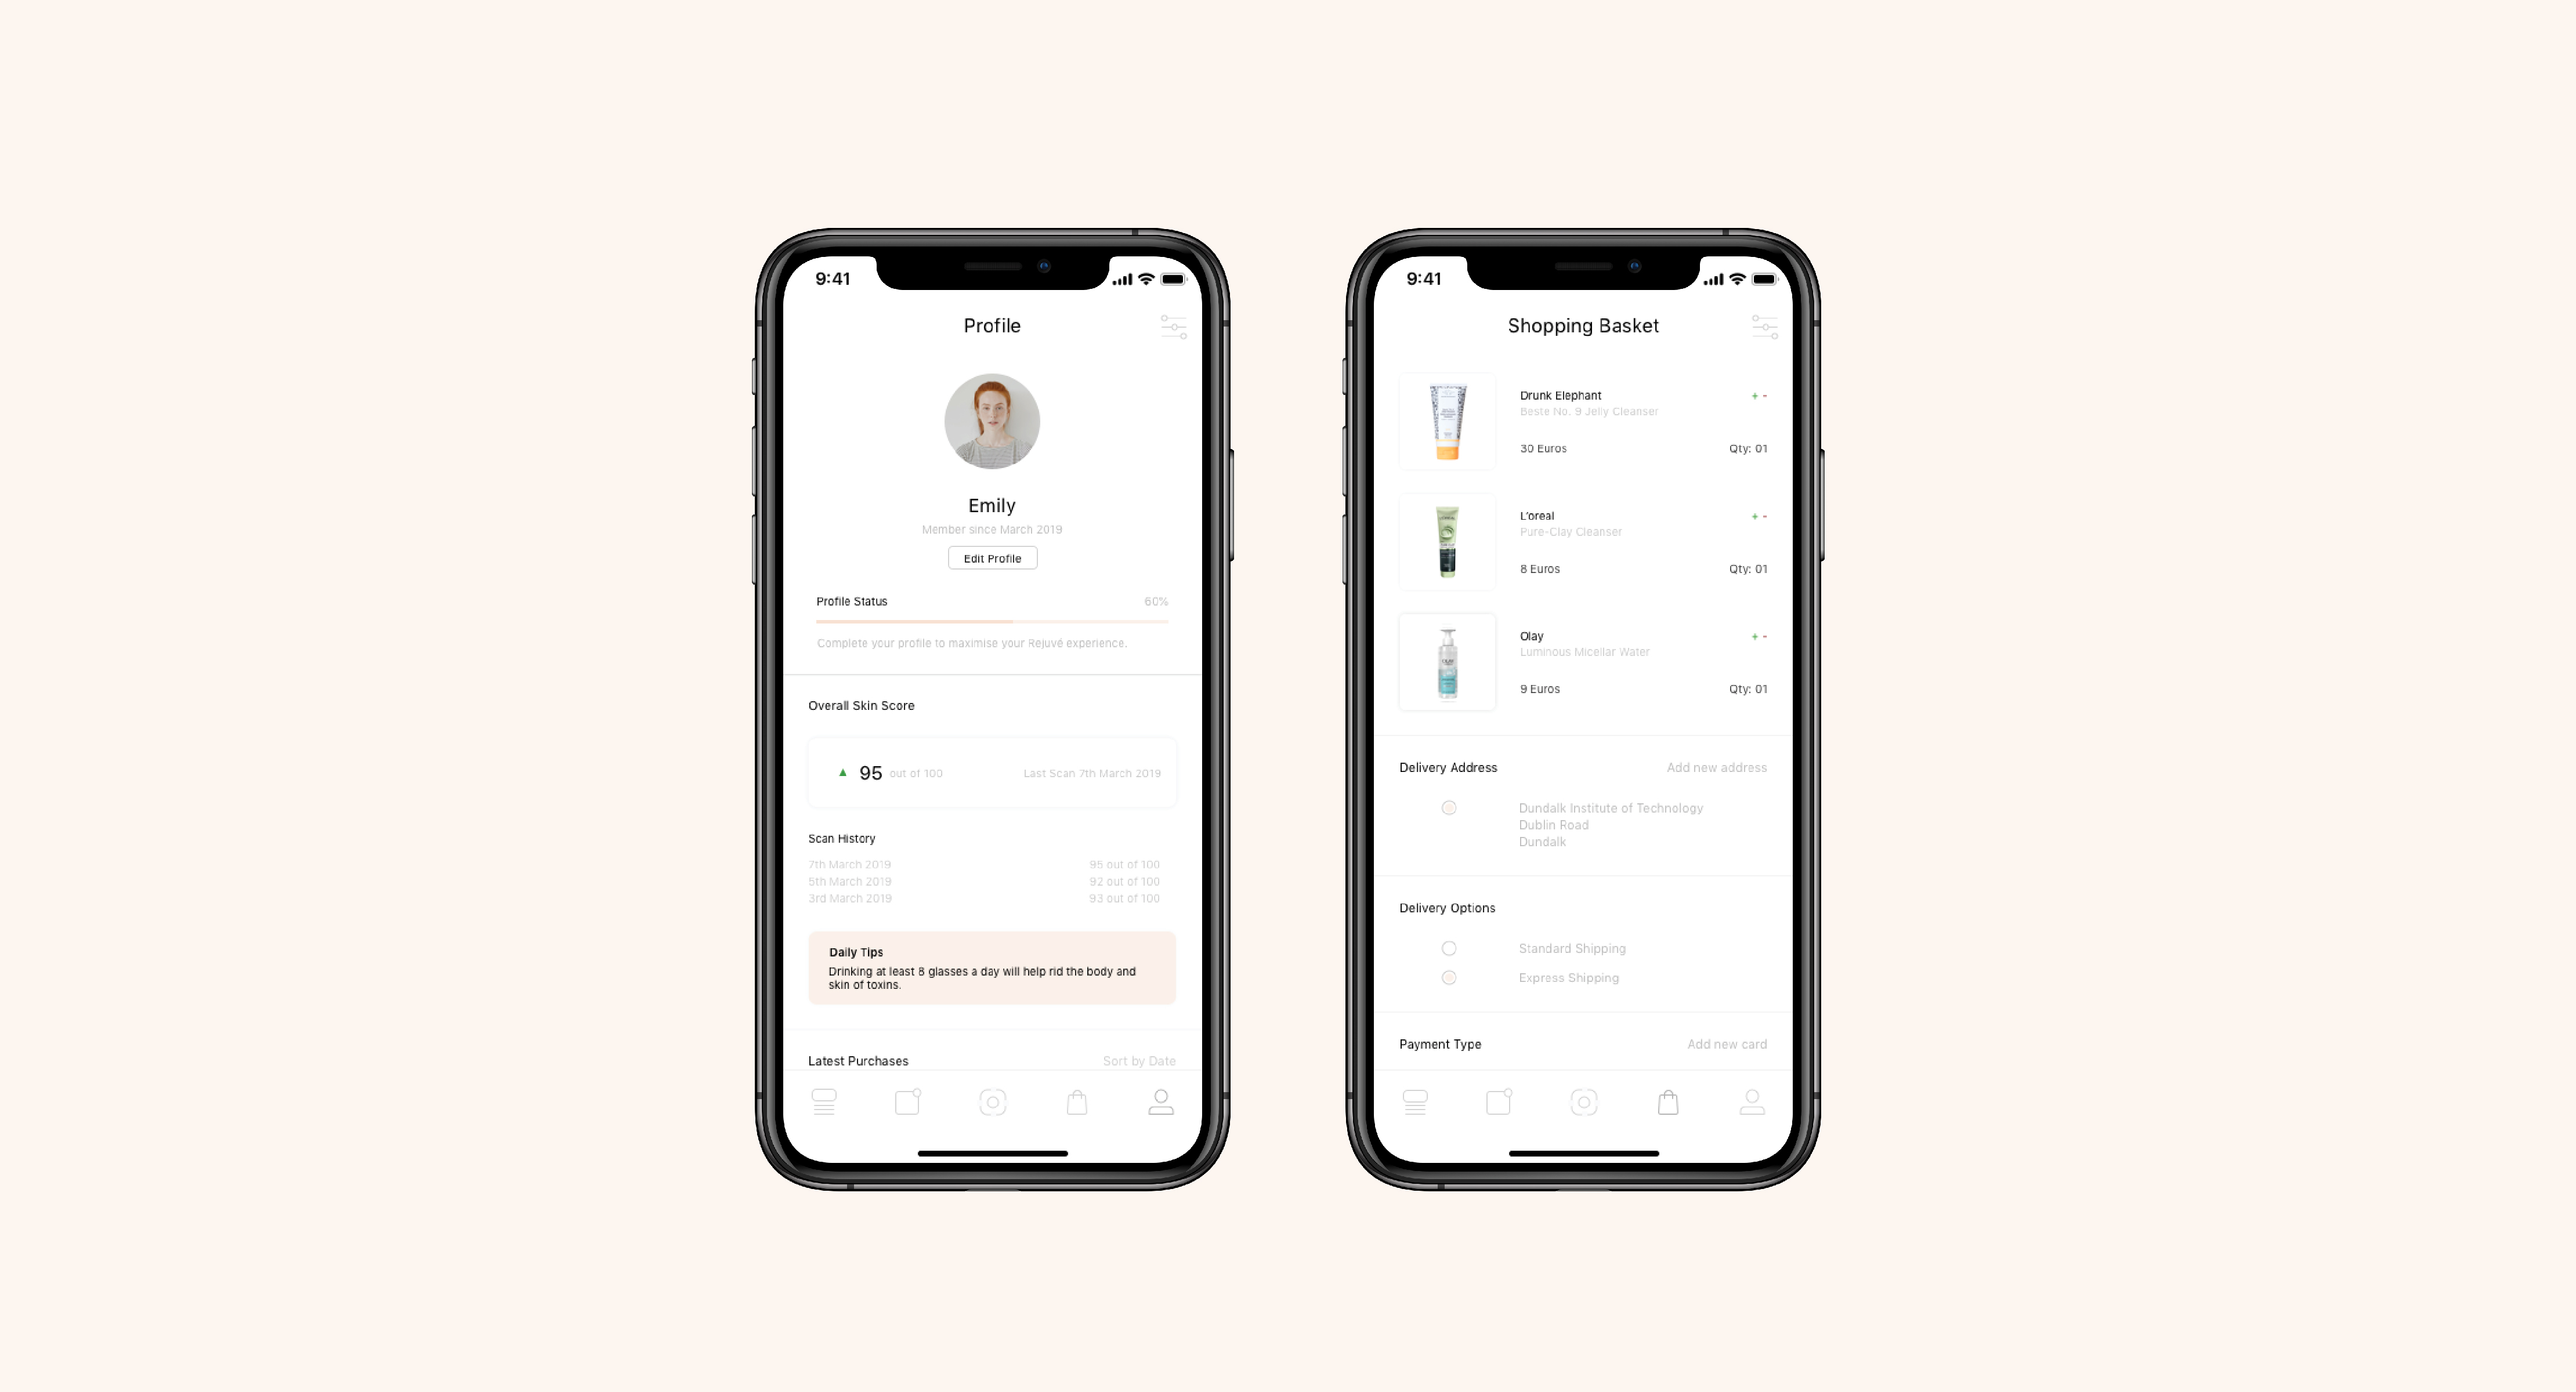 9:41
Profile
Emily
Member since March 2019
Edit Profile
Profile Status 60%
Complete your profile to maximise your Rejuvé experience.
Overall Skin Score
95 out of 100 Last Scan 7th March 2019
Scan History
7th March 2019 95 out of 100
5th March 2019 92 out of 100
3rd March 2019 93 out of 100
Daily Tips
Drinking at least 8 glasses a day will help rid the body and
skin of toxins.
Latest Purchases Sort by Date
9:41
Shopping Basket
Drunk Elephant + -
Beste No. 9 Jelly Cleanser
30 Euros Qty: 01
L'oreal + -
Pure-Clay Cleanser
8 Euros Qty: 01
OLAY
Olay + -
Luminous Micellar Water
9 Euros Qty: 01
Delivery Address Add new address
Dundalk Institute of Technology
Dublin Road
Dundalk
Delivery Options
Standard Shipping
Express Shipping
Payment Type Add new card